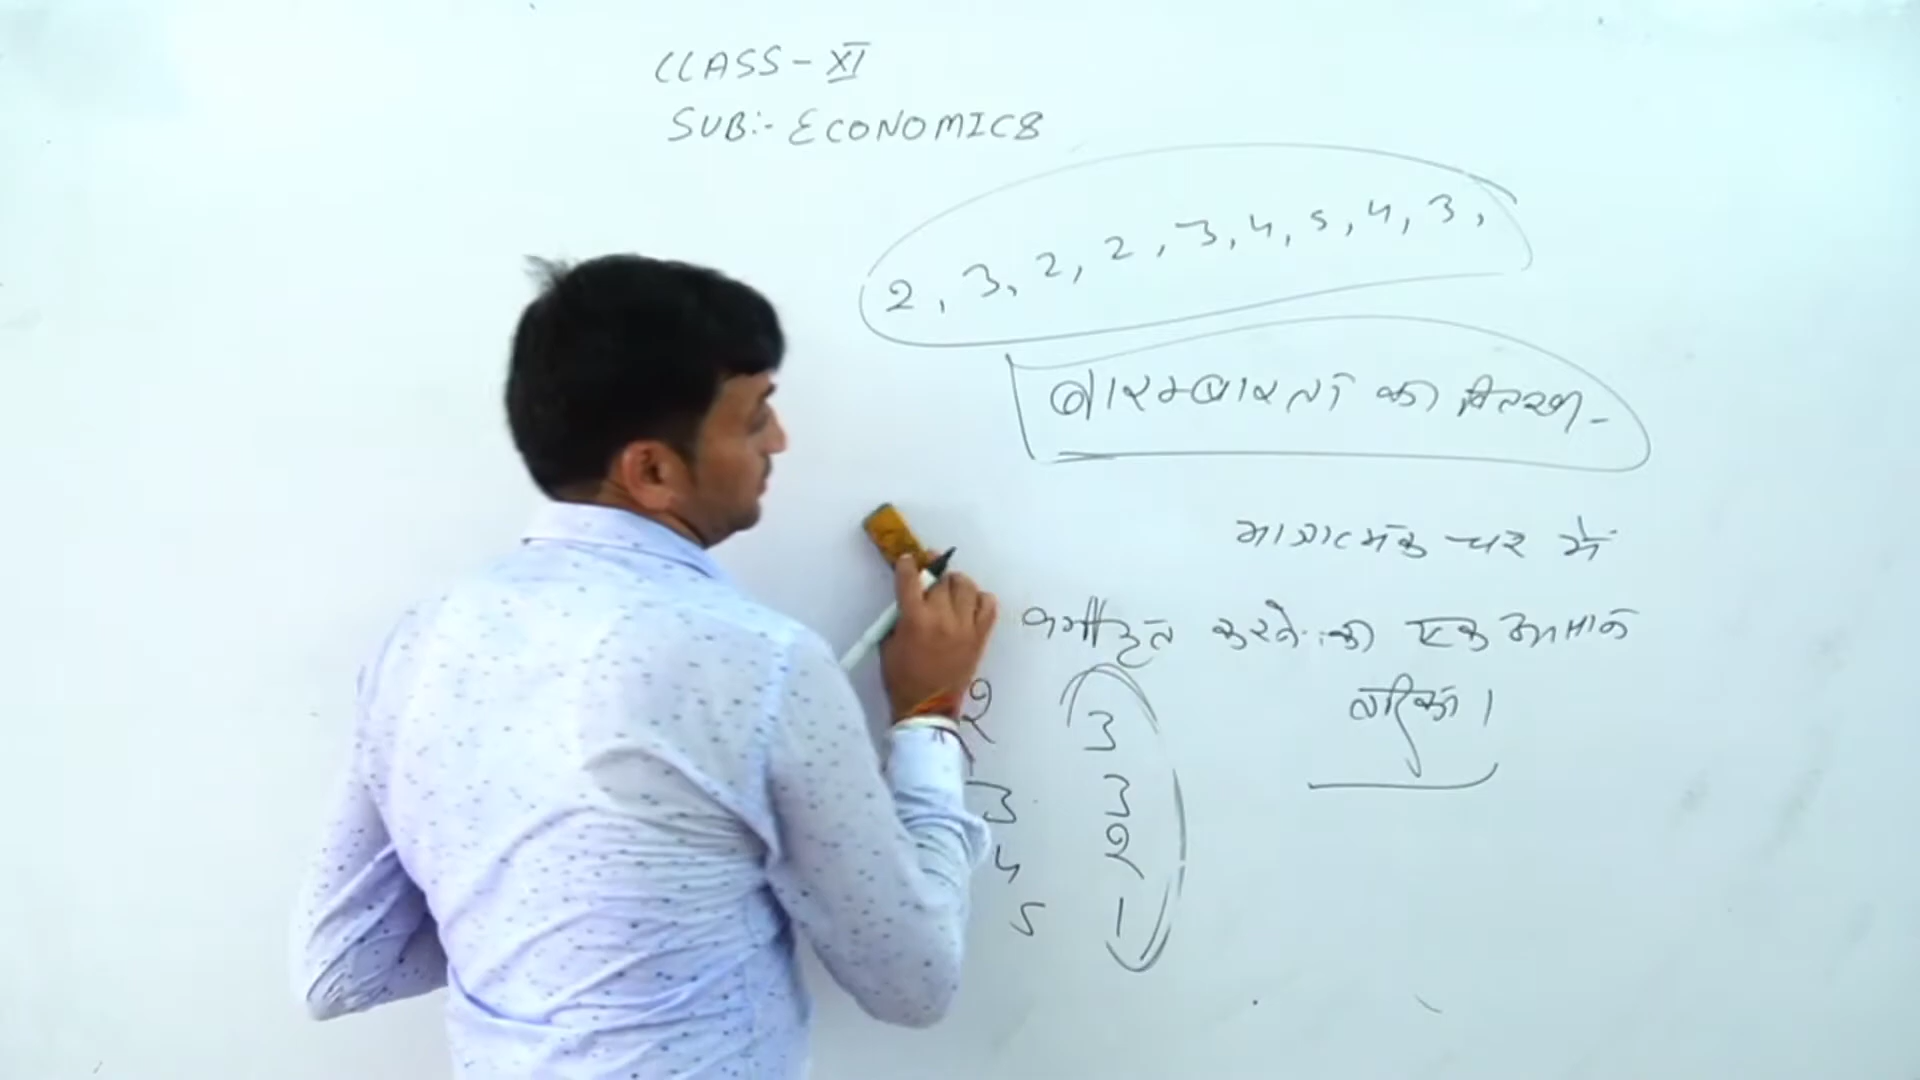 CLASS - XI
SUB:- ECONOMICS
2, 3, 2, 2, 3, 4, 5, 4, 3,
बारम्बारता का वितरण -
मात्रात्मक चर में
वर्गीकृत करने की एक आसान
तरीका।
2 3
3 3
4 2
5 1